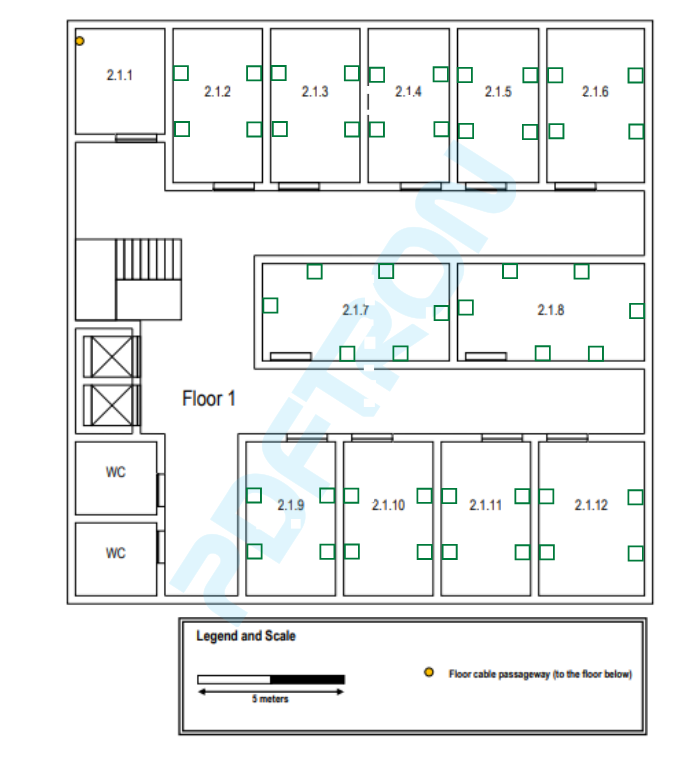 2.1.1
2.1.2
2.1.3
2.1.4
2.1.5
2.1.6
2.1.7
2.1.8
Floor 1
WC
2.1.9
2.1.10
2.1.11
2.1.12
WC
PDFTRON
Legend and Scale
5 meters
Floor cable passageway (to the floor below)